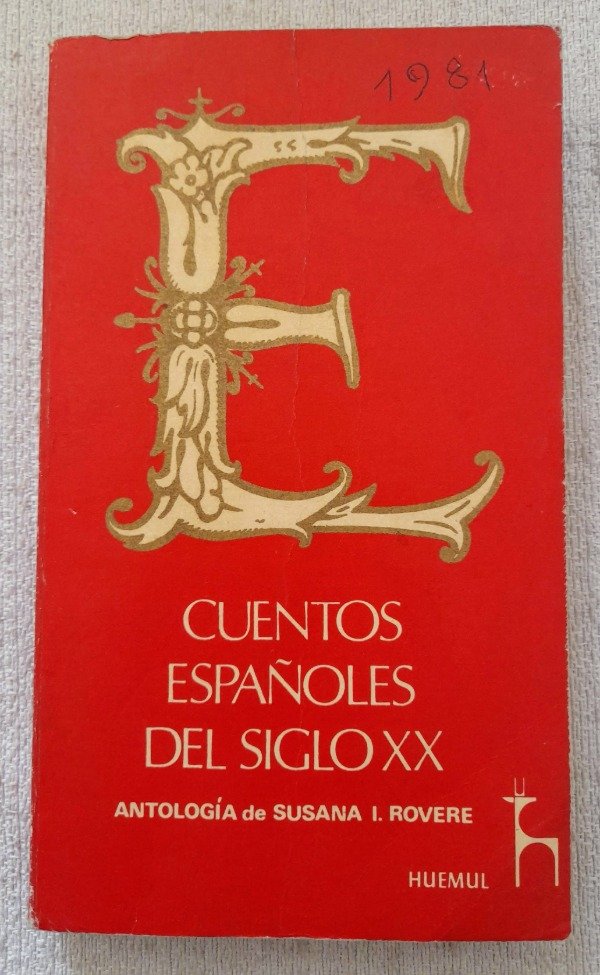 1981
E
CUENTOS
ESPAÑOLES
DEL SIGLO XX
ANTOLOGÍA de SUSANA I. ROVERE
HUEMUL